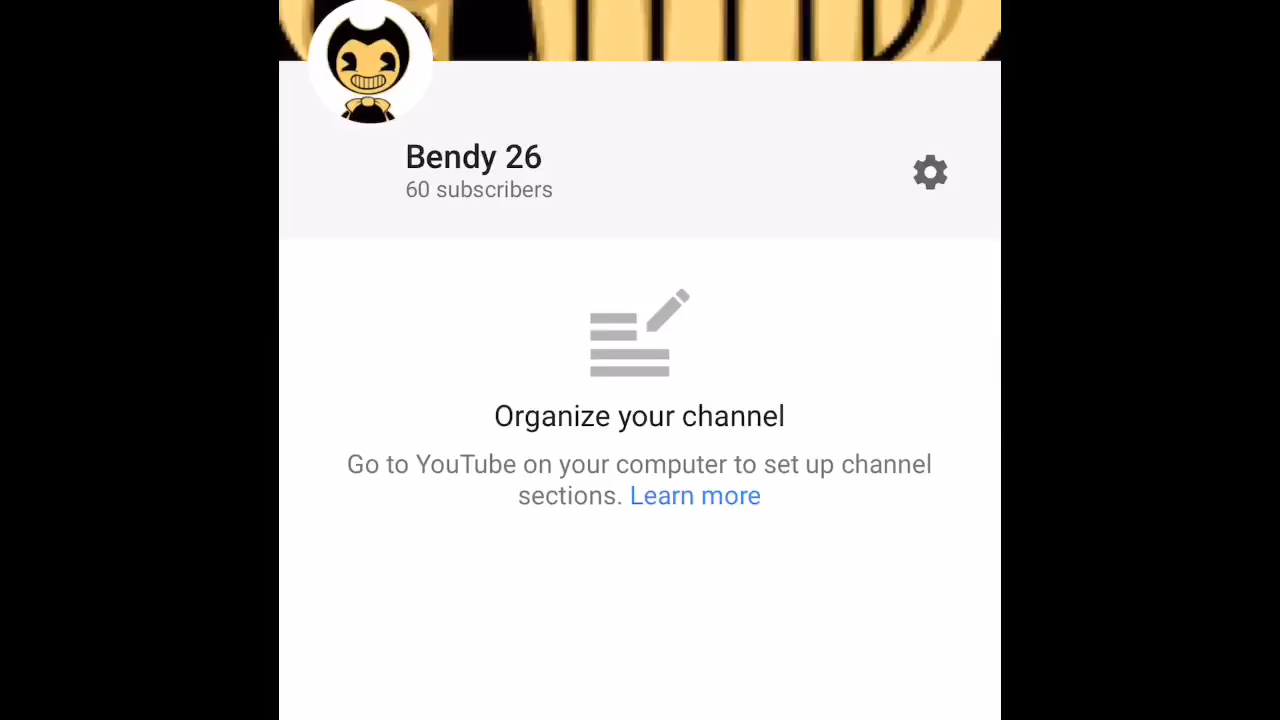 Bendy 26
60 subscribers
Organize your channel
Go to YouTube on your computer to set up channel
sections. Learn more